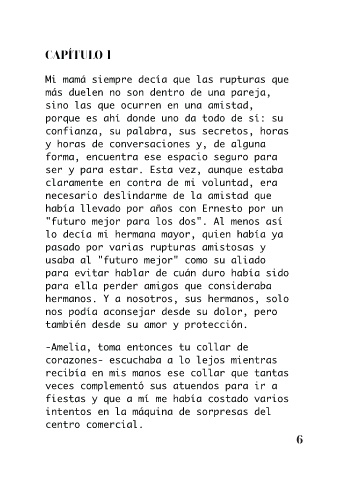 CAPÍTULO I
Mi mamá siempre decía que las rupturas que
más duelen no son dentro de una pareja,
sino las que ocurren en una amistad,
porque es ahí donde uno da todo de sí: su
confianza, su palabra, sus secretos, horas
y horas de conversaciones y, de alguna
forma, encuentra ese espacio seguro para
ser y para estar. Esta vez, aunque estaba
claramente en contra de mi voluntad, era
necesario deslindarme de la amistad que
había llevado por años con Ernesto por un
"futuro mejor para los dos". Al menos así
lo decía mi hermana mayor, quien había ya
pasado por varias rupturas amistosas y
usaba al "futuro mejor" como su aliado
para evitar hablar de cuán duro había sido
para ella perder amigos que consideraba
hermanos. Y a nosotros, sus hermanos, solo
nos podía aconsejar desde su dolor, pero
también desde su amor y protección.
-Amelia, toma entonces tu collar de
corazones- escuchaba a lo lejos mientras
recibía en mis manos ese collar que tantas
veces complementó sus atuendos para ir a
fiestas y que a mí me había costado varios
intentos en la máquina de sorpresas del
centro comercial.
6